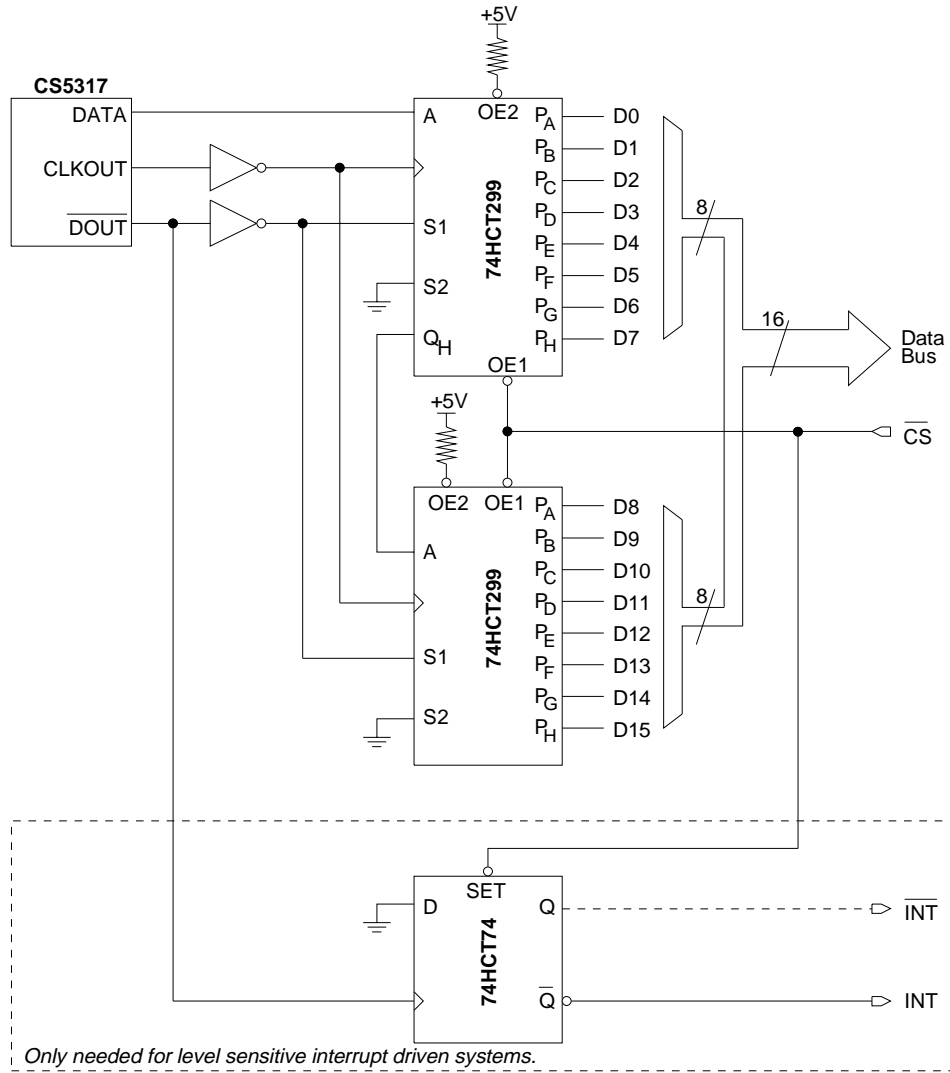 +5V
CS5317
DATA
CLKOUT
DOUT
A
OE2
S1
S2
QH
OE1
74HCT299
PA D0
PB D1
PC D2
PD D3
PE D4
PF D5
PG D6
PH D7
8
16
Data
Bus
CS
+5V
OE2
OE1
A
S1
S2
74HCT299
PA D8
PB D9
PC D10
PD D11
PE D12
PF D13
PG D14
PH D15
8
SET
D
Q
INT
74HCT74
Q
INT
Only needed for level sensitive interrupt driven systems.